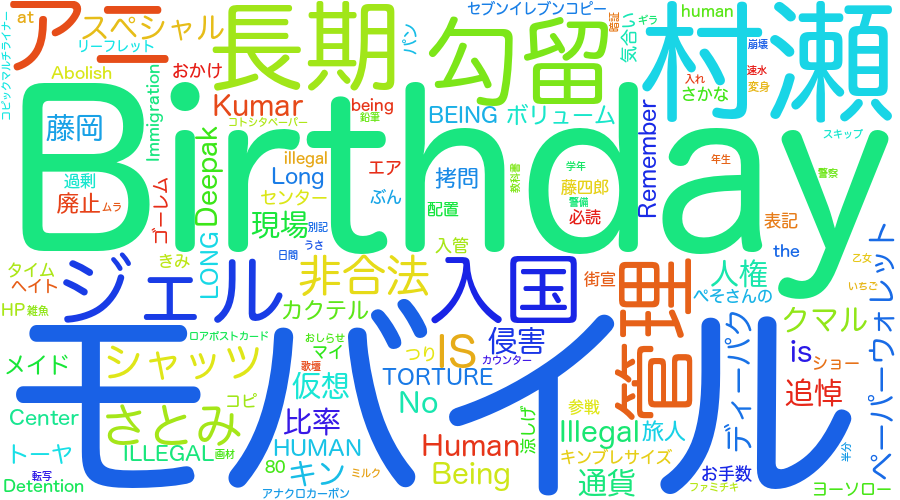 コピックマルチライナー
アニ
at
スペシャル
リーフレット
Abolish
おかけ
長期
勾留
セブンイレブンコピー
パン
気合い
暗証
ギラ
human
村瀬
崩壊
入れ
速水
さかな
変身
Immigration
Kumar
コトシタペーパー
being
鉛筆
BEING
ボリューム
Remember
スキップ
藤岡
Birthday
illegal
Long
エア
拷問
学年
年生
過剰
廃止
ムラ
ゴーレム
Deepak
センター
ぶん
配置
教科書
藤四郎
警備
必読
警察
現場
別記
表記
きみ
LONG
うさ
日間
入管
街宣
the
タイム
ヘイト
ジェル
非合法
入国
管理
人権
乙女
いちご
ペーパーウォレット
HP
雑魚
カクテル
ぺそさんの
クマル
モバイル
ロアポストカード
おしらせ
マイ
つり
IS
侵害
カウンター
ディーパク
is
ショー
メイド
シャッツ
歌壇
仮想
TORTURE
追悼
Center
さとみ
コピ
比率
No
涼しげ
参戦
Illegal
旅人
半分
トーヤ
ILLEGAL
画材
HUMAN
Human
キンブレサイズ
お手数
転写
Detention
80
キン
ミルク
アナクロカーボン
Being
通貨
ファミチキ
ヨーソロー